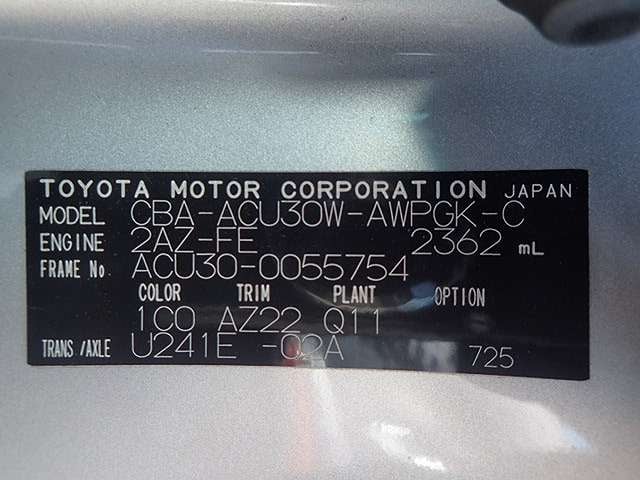 TOYOTA MOTOR CORPORATION JAPAN
MODEL CBA-ACU30W-AWPGK-C
ENGINE 2AZ-FE 2362 mL
FRAME No ACU30-0055754
COLOR TRIM PLANT OPTION
1C0 AZ22 Q11
TRANS/AXLE U241E -02A 725